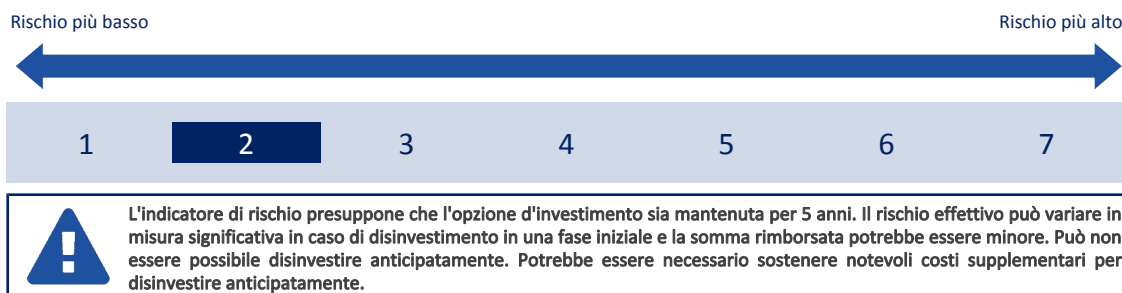 Rischio più basso Rischio più alto
1 2 3 4 5 6 7
L'indicatore di rischio presuppone che l'opzione d'investimento sia mantenuta per 5 anni. Il rischio effettivo può variare in
misura significativa in caso di disinvestimento in una fase iniziale e la somma rimborsata potrebbe essere minore. Può non
essere possibile disinvestire anticipatamente. Potrebbe essere necessario sostenere notevoli costi supplementari per
disinvestire anticipatamente.